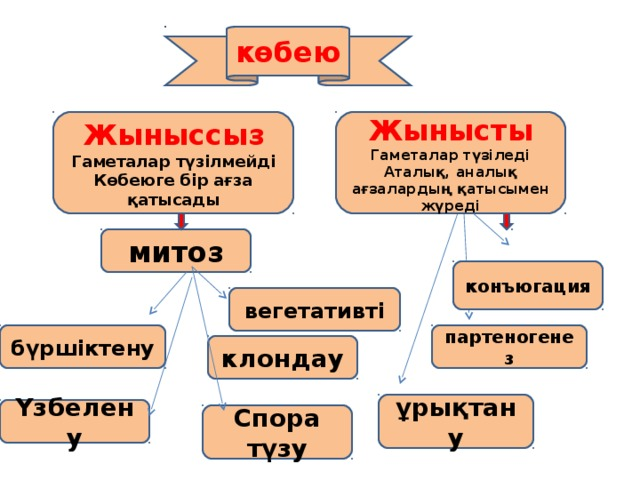 көбею
Жыныссыз
Гаметалар түзілмейді
Көбеюге бір ағза
қатысады
Жынысты
Гаметалар түзіледі
Аталық, аналық
ағзалардың қатысымен
жүреді
митоз
конъюгация
вегетативті
бүршіктену
партеногене
з
клондау
Үзбелен
у
ұрықтан
у
Спора
түзу